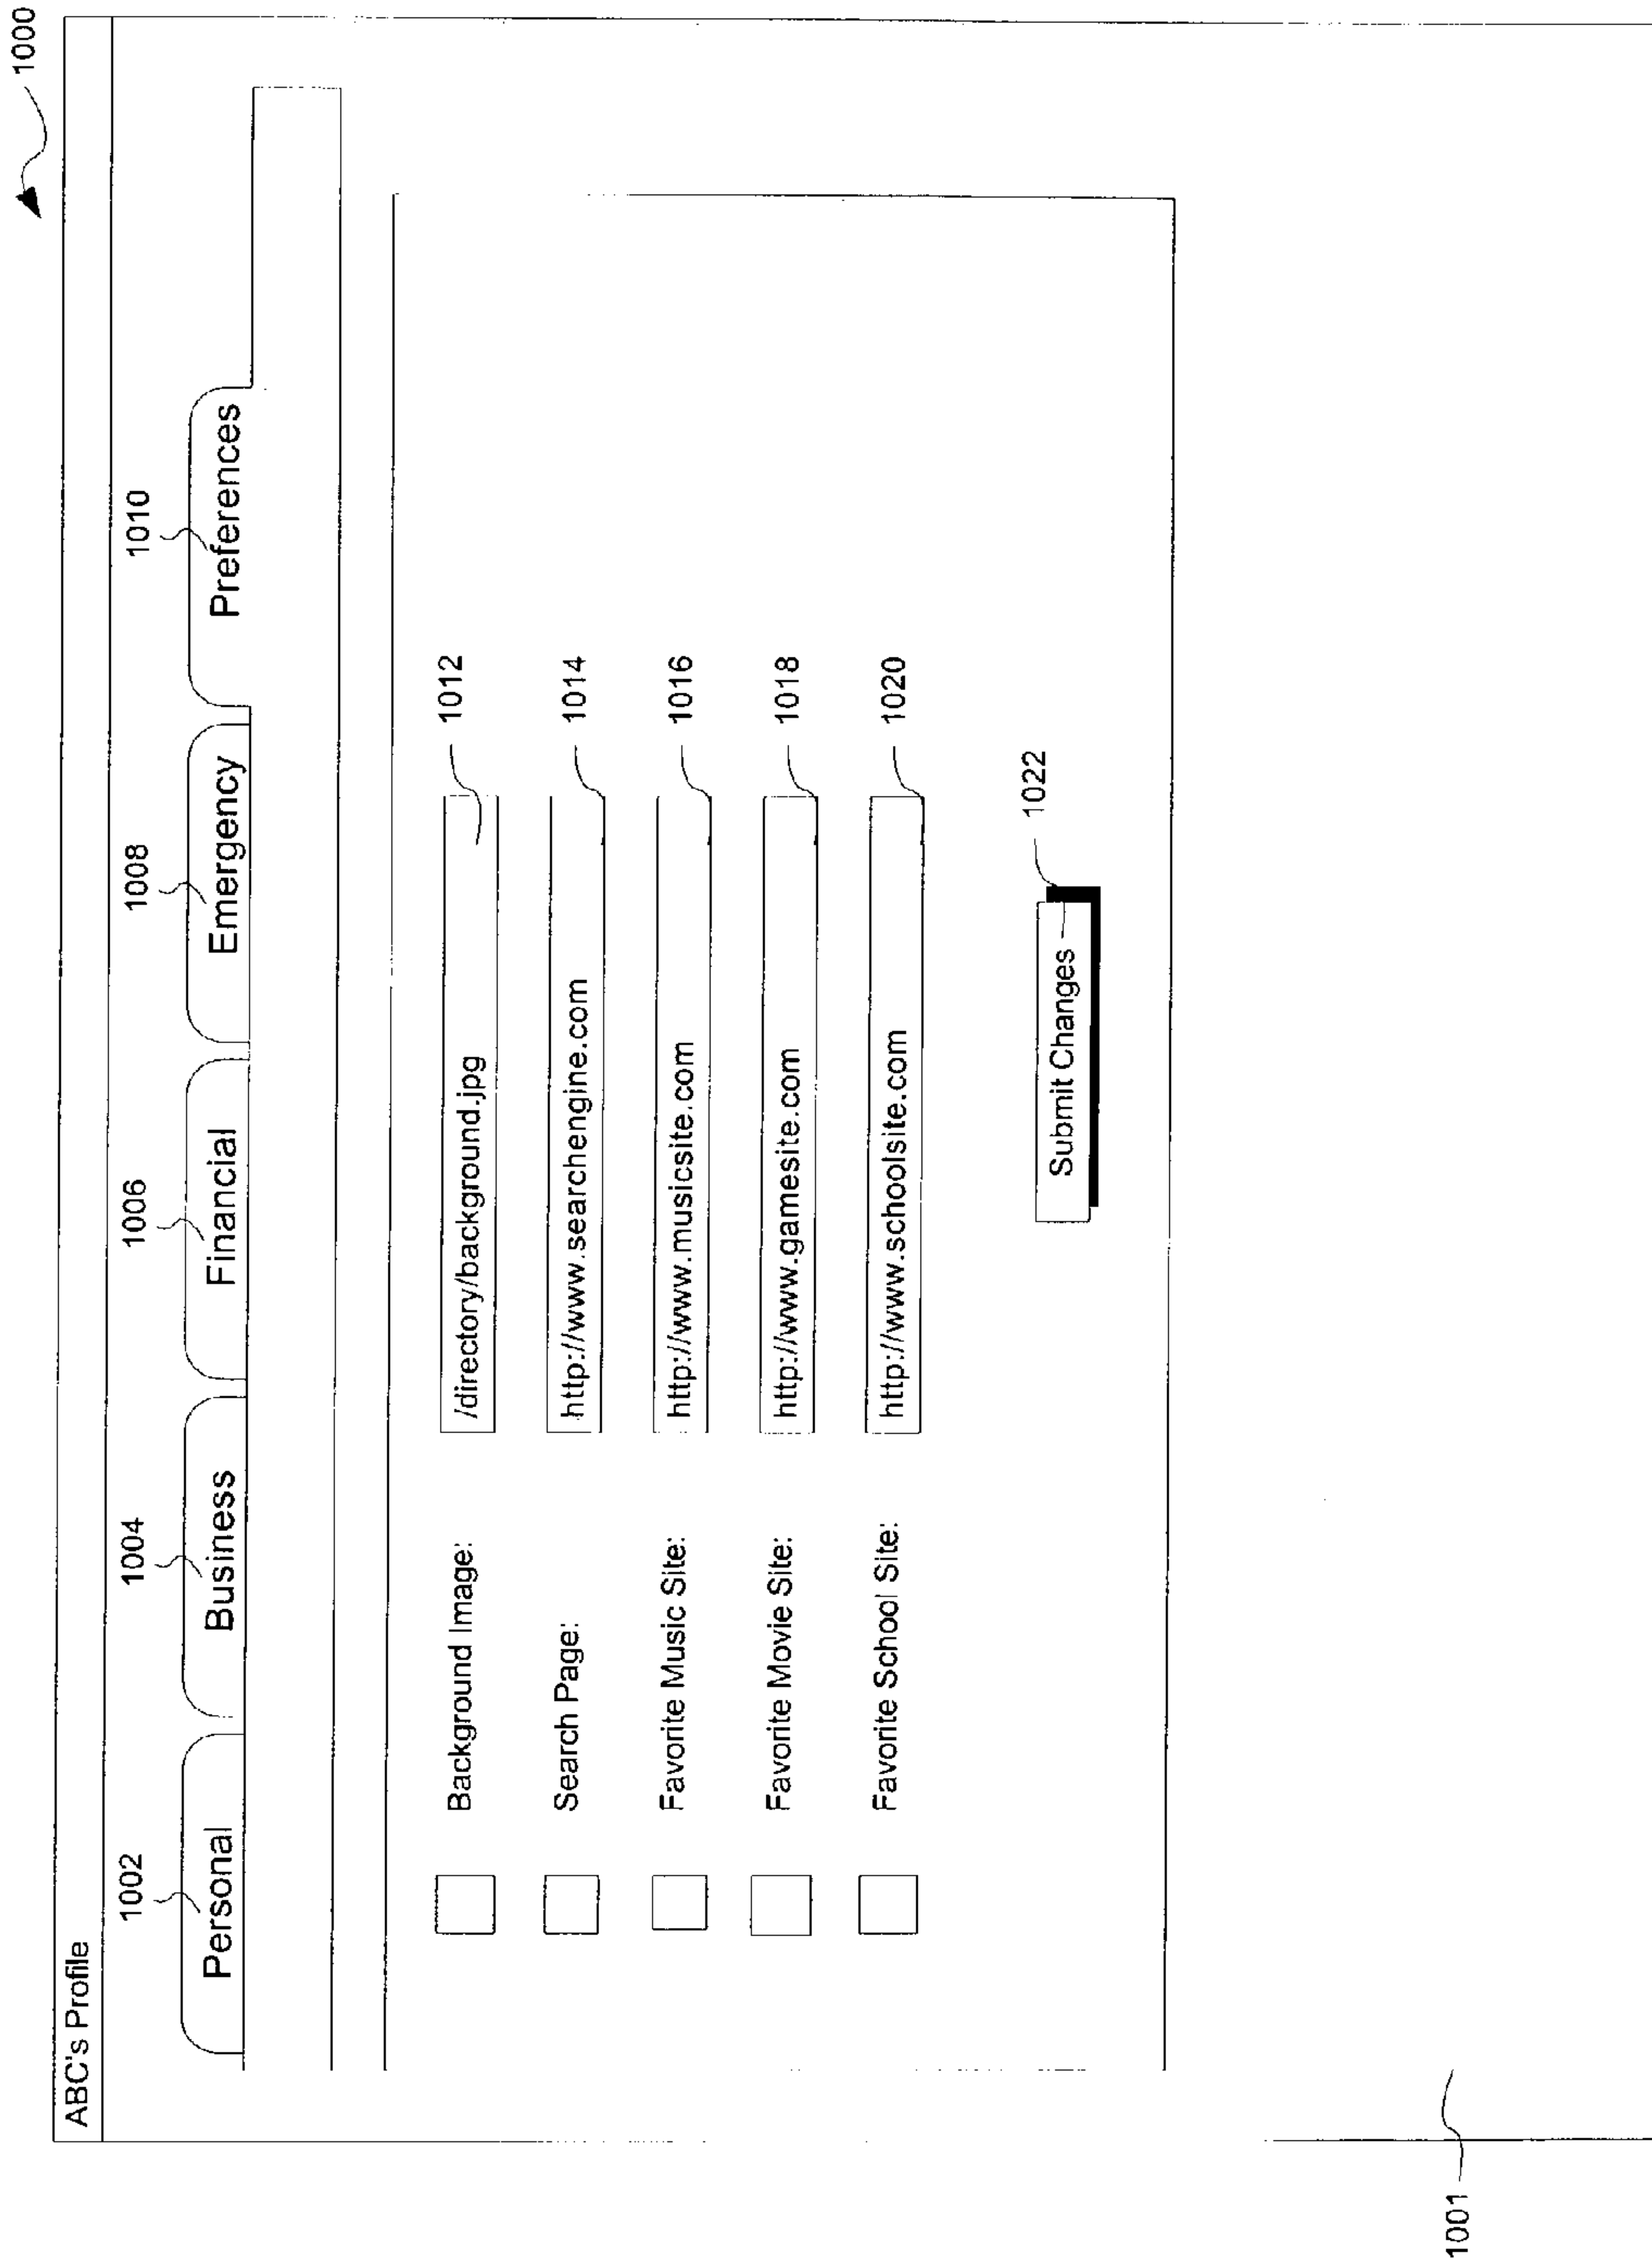 1000
ABC's Profile
1002 1004 1006 1008 1010
Personal Business Financial Emergency Preferences
Background Image: /directory/background.jpg 1012
Search Page: http://www.searchengine.com 1014
Favorite Music Site: http://www.musicsite.com 1016
Favorite Movie Site: http://www.gamesite.com 1018
Favorite School Site: http://www.schoolsite.com 1020
Submit Changes 1022
1001